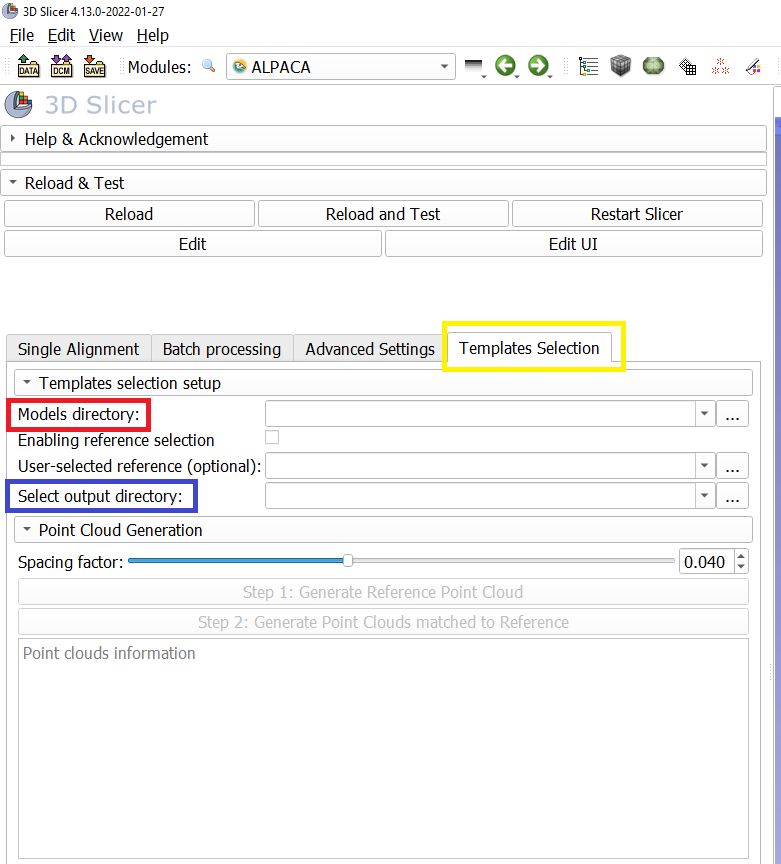 3D Slicer 4.13.0-2022-01-27
File Edit View Help
DATA DCM SAVE Modules: ALPACA
3D Slicer
Help & Acknowledgement
Reload & Test
Reload Reload and Test Restart Slicer
Edit Edit UI
Single Alignment Batch processing Advanced Settings Templates Selection
Templates selection setup
Models directory: ...
Enabling reference selection
User-selected reference (optional): ...
Select output directory: ...
Point Cloud Generation
Spacing factor: 0.040
Step 1: Generate Reference Point Cloud
Step 2: Generate Point Clouds matched to Reference
Point clouds information